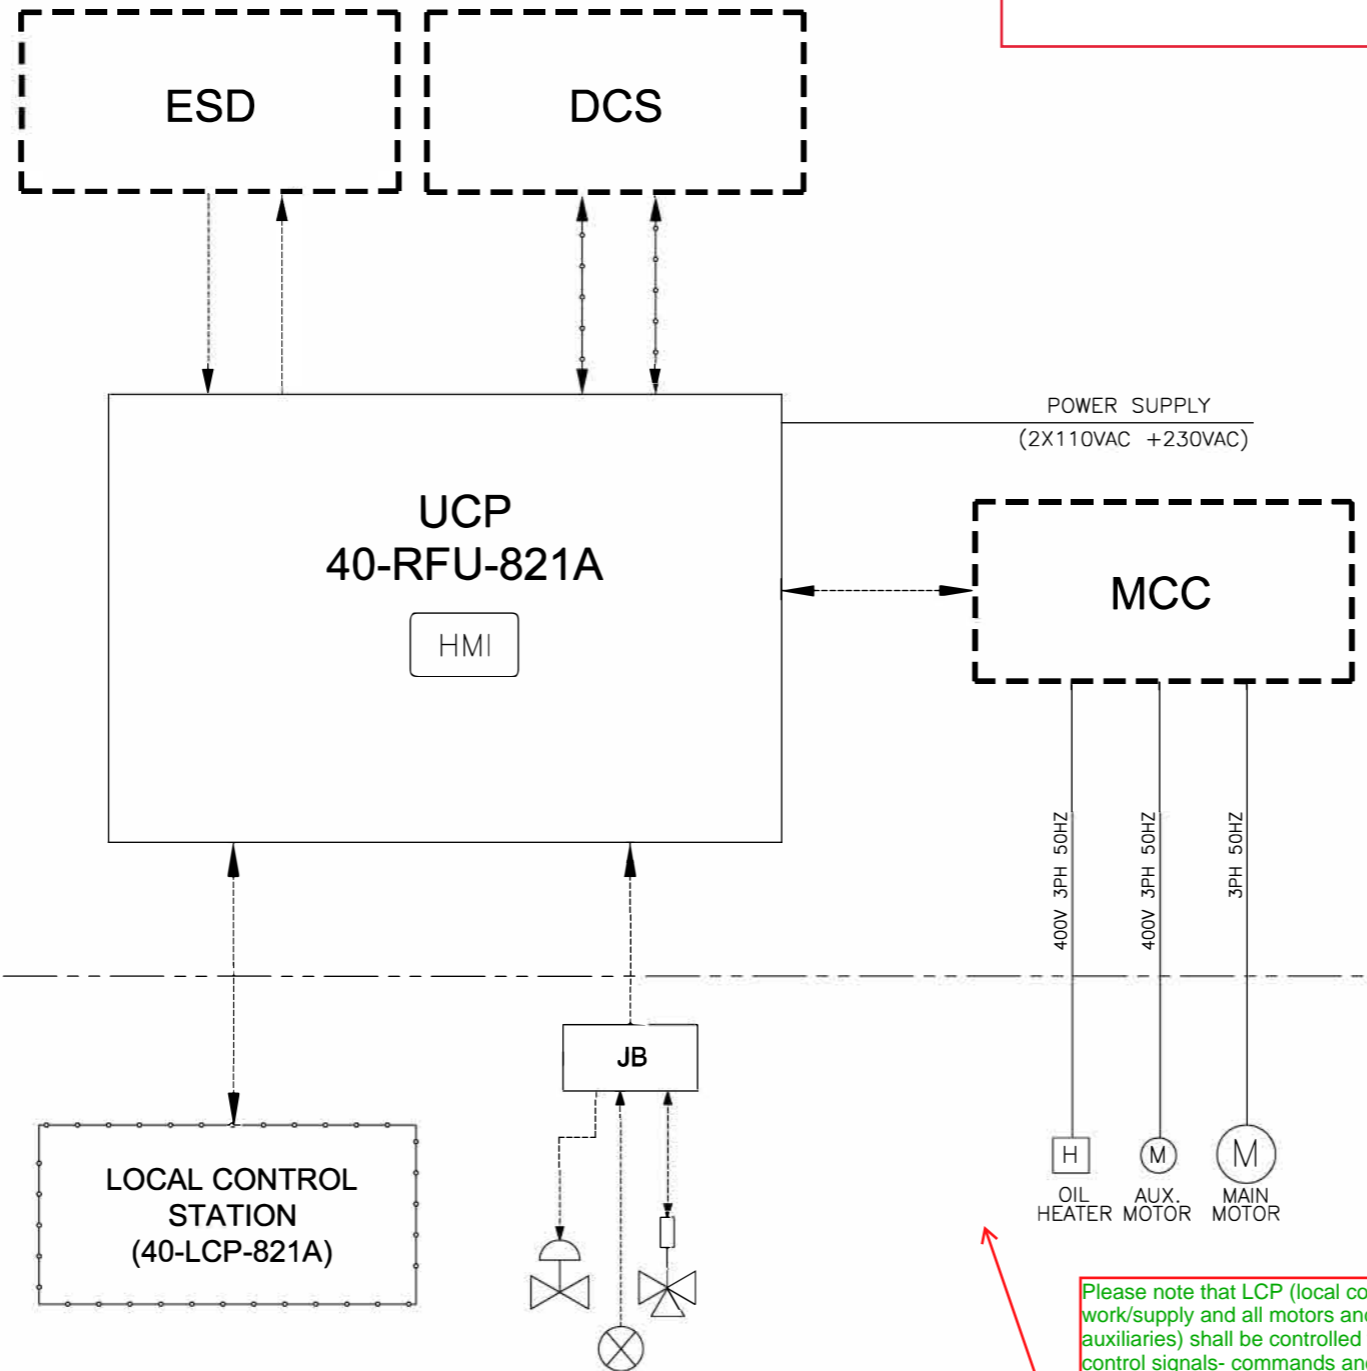 ESD
DCS
POWER SUPPLY
(2X110VAC +230VAC)
UCP
40-RFU-821A
HMI
MCC
400V 3PH 50HZ
400V 3PH 50HZ
3PH 50HZ
JB
LOCAL CONTROL
STATION
(40-LCP-821A)
H
M
M
OIL
HEATER
AUX.
MOTOR
MAIN
MOTOR
Please note that LCP (local co
work/supply and all motors and
auxiliaries) shall be controlled
control signals- commands and